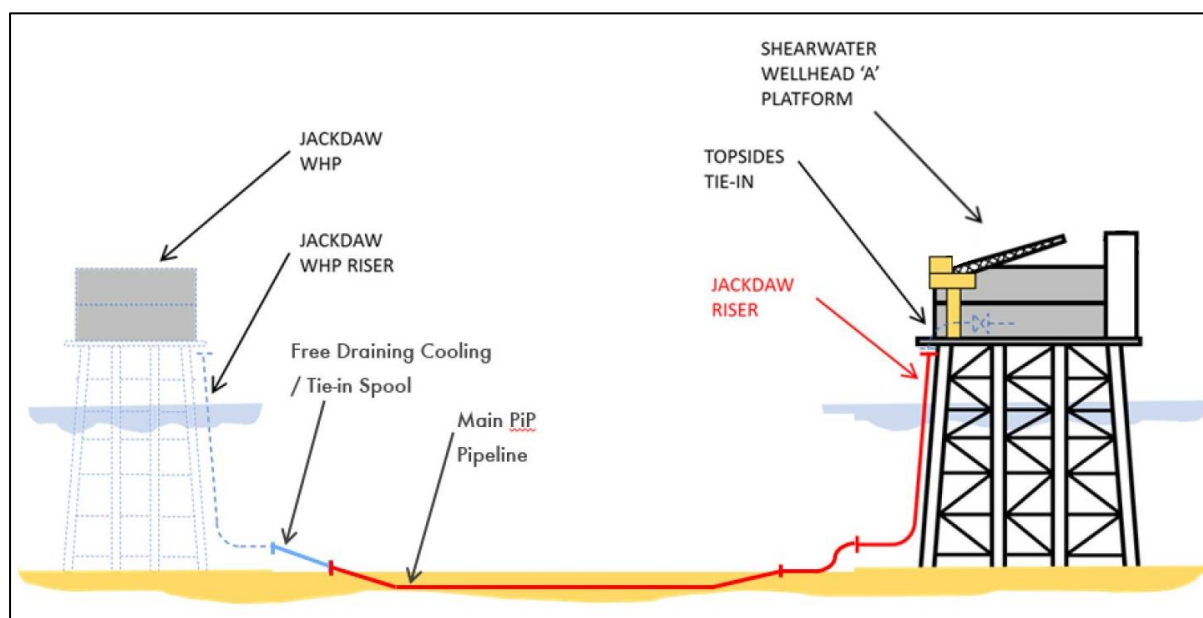 SHEARWATER
WELLHEAD ‘A’
PLATFORM
JACKDAW
WHP
TOPSIDES
TIE-IN
JACKDAW
WHP RISER
JACKDAW
RISER
Free Draining Cooling
/ Tie-in Spool
Main PiP
Pipeline